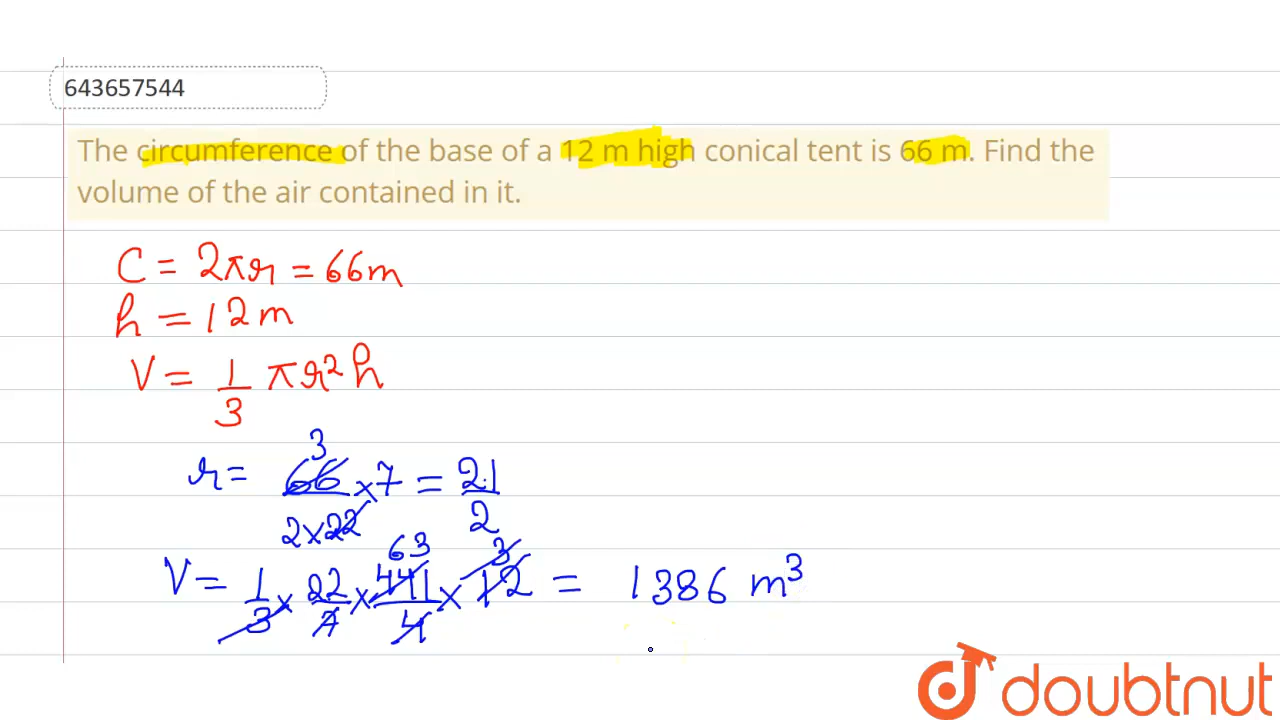 643657544
The circumference of the base of a 12 m high conical tent is 66 m. Find the
volume of the air contained in it.
C = 2πr = 66m
h = 12m
V = 1/3 πr²h
r = 66/(2×22) ×7 = 21/2
3
V = 1/3 × 22/7 × 441/4 × 12 = 1386 m³
63 3
doubtnut